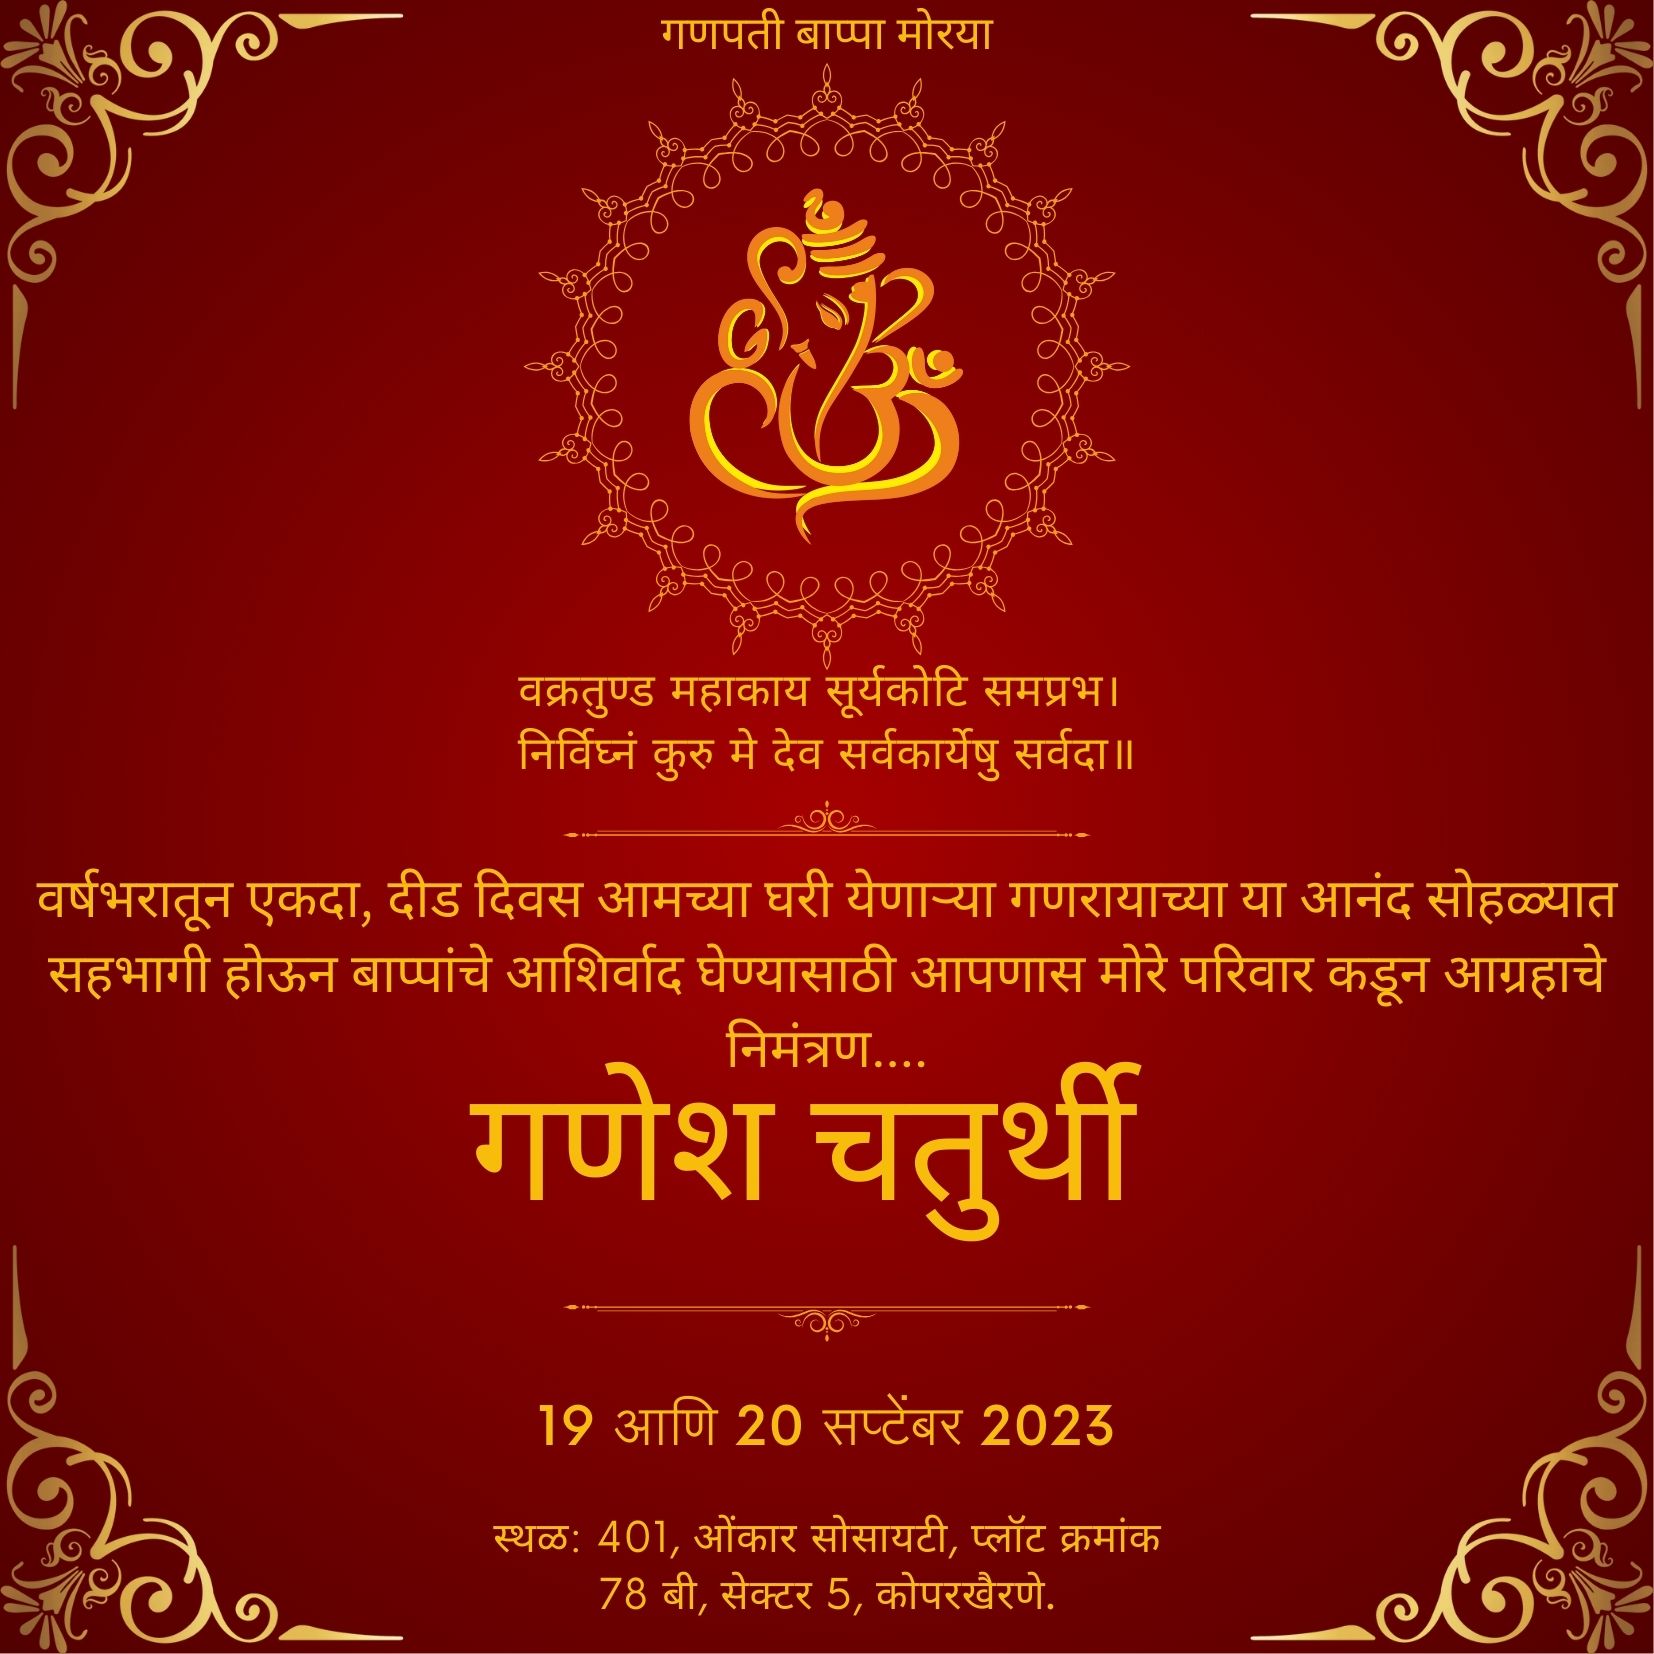 गणपती बाप्पा मोरया
वक्रतुण्ड महाकाय सूर्यकोटि समप्रभ।
निर्विघ्नं कुरु मे देव सर्वकार्येषु सर्वदा॥
वर्षभरातून एकदा, दीड दिवस आमच्या घरी येणाऱ्या गणरायाच्या या आनंद सोहळ्यात
सहभागी होऊन बाप्पांचे आशिर्वाद घेण्यासाठी आपणास मोरे परिवार कडून आग्रहाचे
निमंत्रण....
गणेश चतुर्थी
19 आणि 20 सप्टेंबर 2023
स्थळ: 401, ओंकार सोसायटी, प्लॉट क्रमांक
78 बी, सेक्टर 5, कोपरखैरणे.